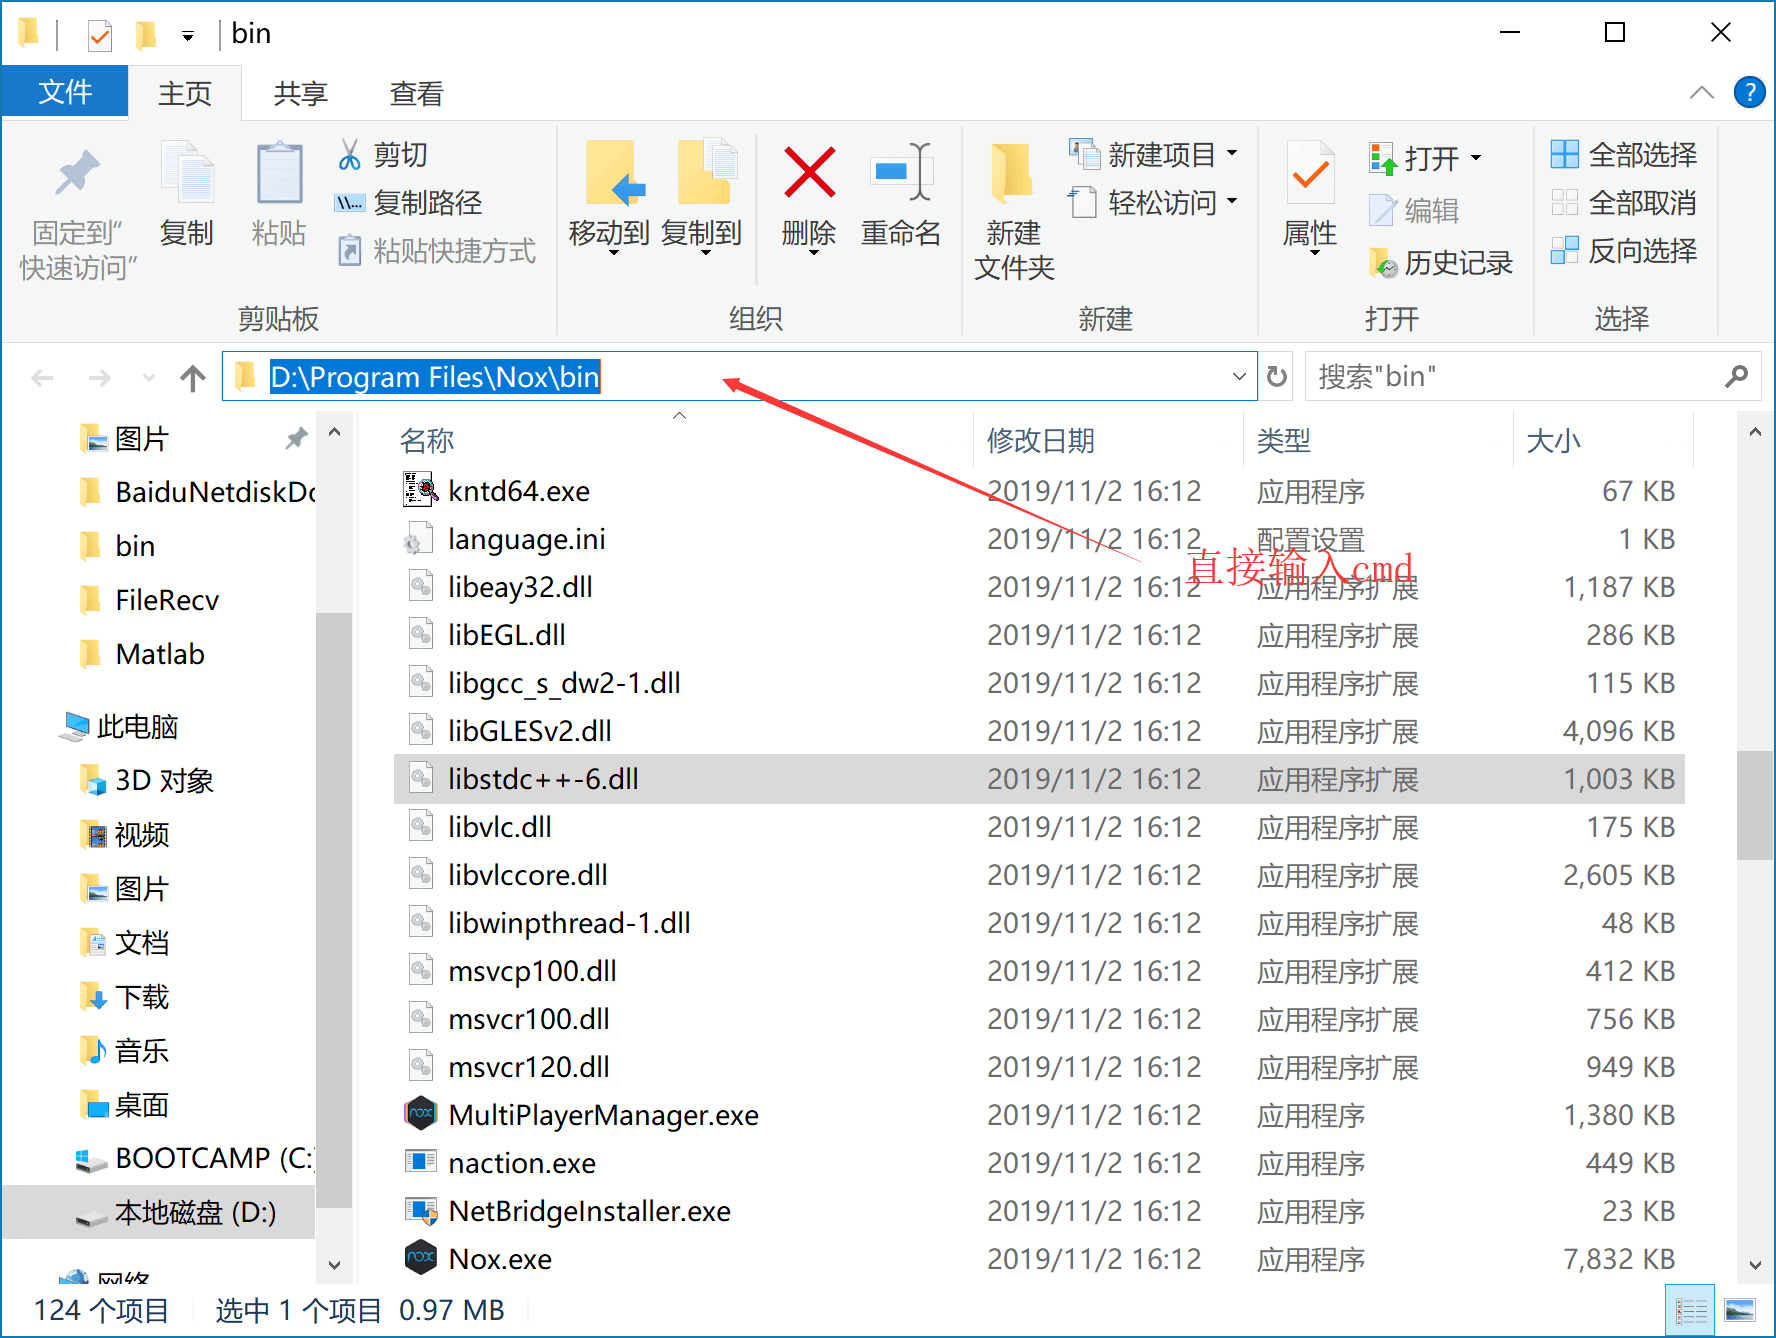 bin
文件 主页 共享 查看
?
固定到"
快速访问"
复制
粘贴
剪切
\\... 复制路径
粘贴快捷方式
剪贴板
移动到
复制到
删除
重命名
组织
新建
文件夹
新建项目
轻松访问
新建
属性
打开
编辑
历史记录
打开
全部选择
全部取消
反向选择
选择
D:\Program Files\Nox\bin
搜索"bin"
图片
BaiduNetdiskDo
bin
FileRecv
Matlab
此电脑
3D 对象
视频
图片
文档
下载
音乐
桌面
BOOTCAMP (C:)
本地磁盘 (D:)
网络
名称 修改日期 类型 大小
kntd64.exe 2019/11/2 16:12 应用程序 67 KB
language.ini 2019/11/2 16:12 配置设置 1 KB
直接输入cmd
libeay32.dll 2019/11/2 16:12 应用程序扩展 1,187 KB
libEGL.dll 2019/11/2 16:12 应用程序扩展 286 KB
libgcc_s_dw2-1.dll 2019/11/2 16:12 应用程序扩展 115 KB
libGLESv2.dll 2019/11/2 16:12 应用程序扩展 4,096 KB
libstdc++-6.dll 2019/11/2 16:12 应用程序扩展 1,003 KB
libvlc.dll 2019/11/2 16:12 应用程序扩展 175 KB
libvlccore.dll 2019/11/2 16:12 应用程序扩展 2,605 KB
libwinpthread-1.dll 2019/11/2 16:12 应用程序扩展 48 KB
msvcp100.dll 2019/11/2 16:12 应用程序扩展 412 KB
msvcr100.dll 2019/11/2 16:12 应用程序扩展 756 KB
msvcr120.dll 2019/11/2 16:12 应用程序扩展 949 KB
nox MultiPlayerManager.exe 2019/11/2 16:12 应用程序 1,380 KB
naction.exe 2019/11/2 16:12 应用程序 449 KB
NetBridgeInstaller.exe 2019/11/2 16:12 应用程序 23 KB
nox Nox.exe 2019/11/2 16:12 应用程序 7,832 KB
124 个项目 选中 1 个项目 0.97 MB